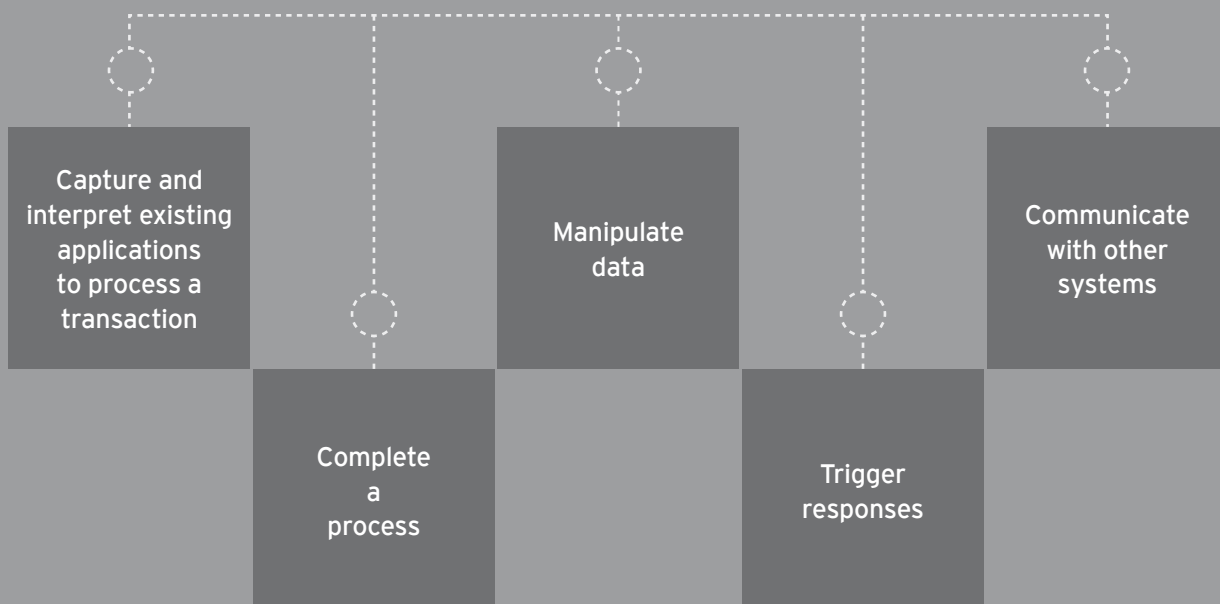 Capture and
interpret existing
applications
to process a
transaction
Complete
a
process
Manipulate
data
Trigger
responses
Communicate
with other
systems